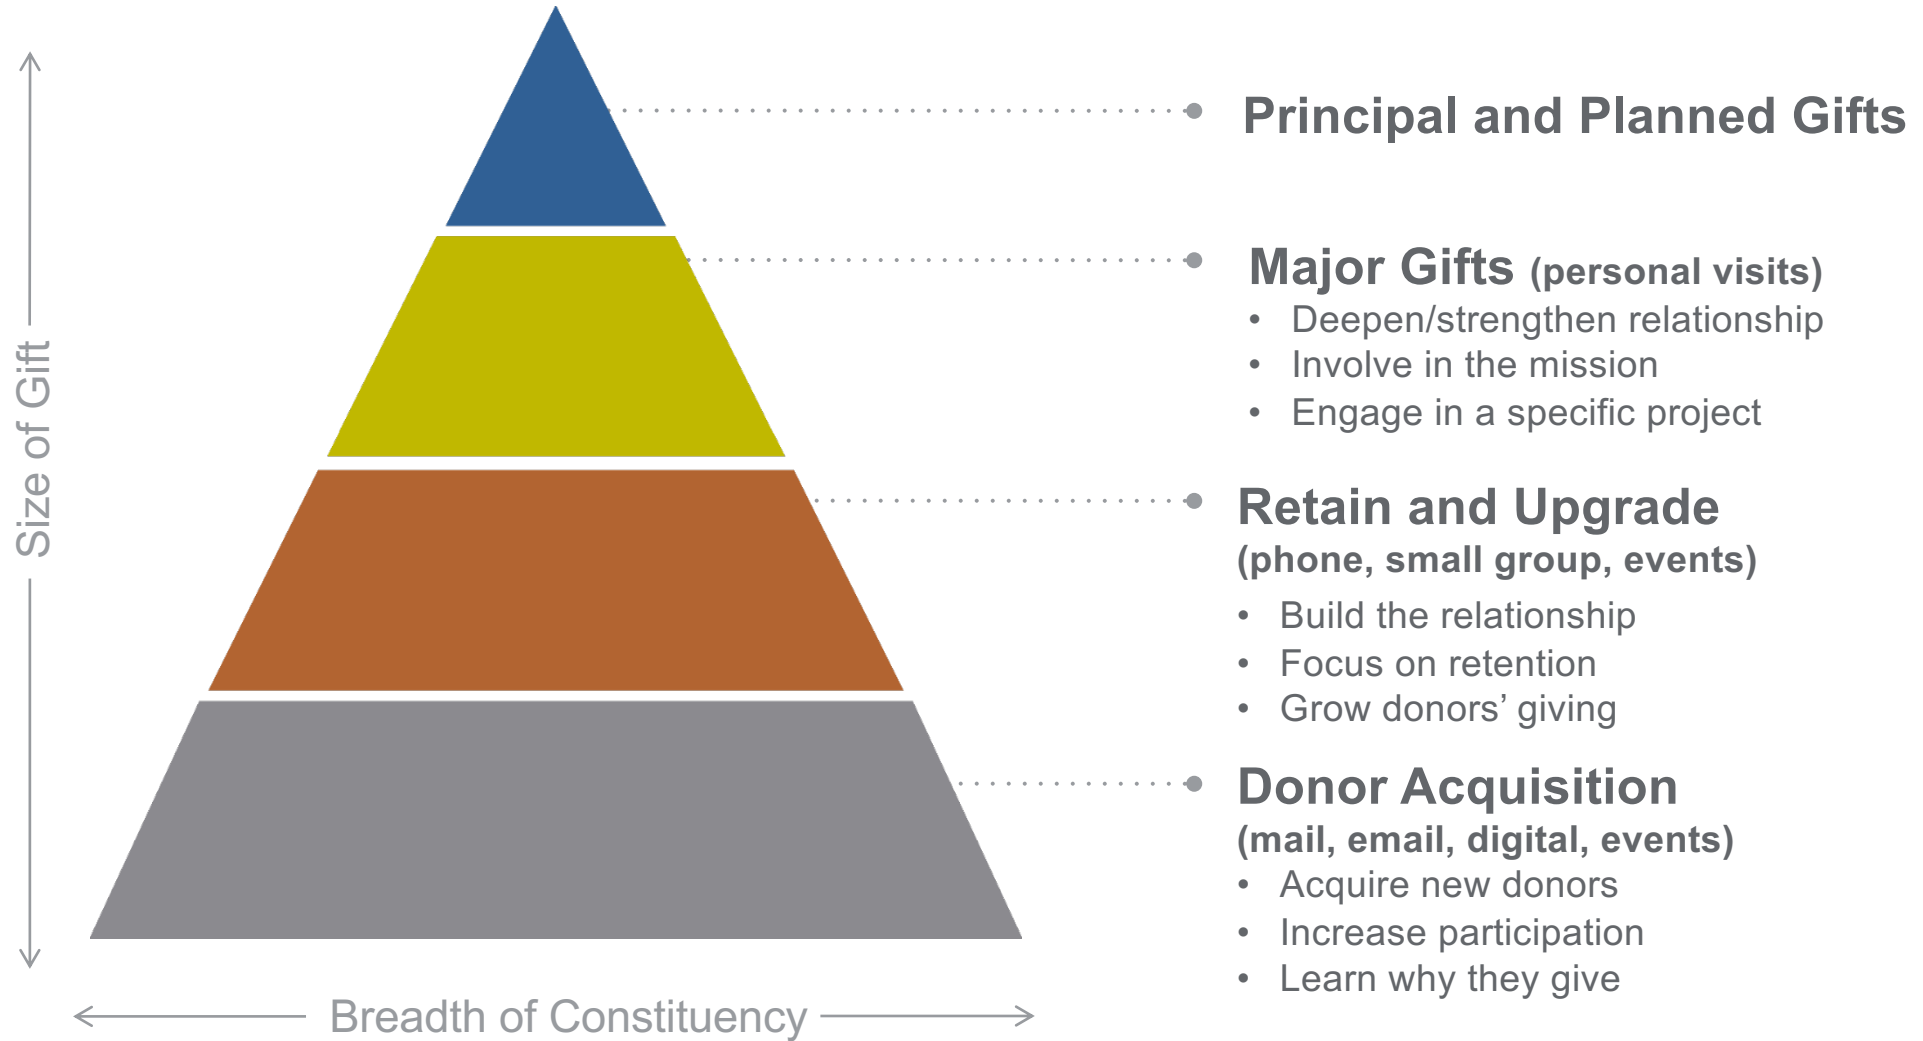 Size of Gift
Principal and Planned Gifts
Major Gifts (personal visits)
• Deepen/strengthen relationship
• Involve in the mission
• Engage in a specific project
Retain and Upgrade
(phone, small group, events)
• Build the relationship
• Focus on retention
• Grow donors’ giving
Donor Acquisition
(mail, email, digital, events)
• Acquire new donors
• Increase participation
• Learn why they give
Breadth of Constituency